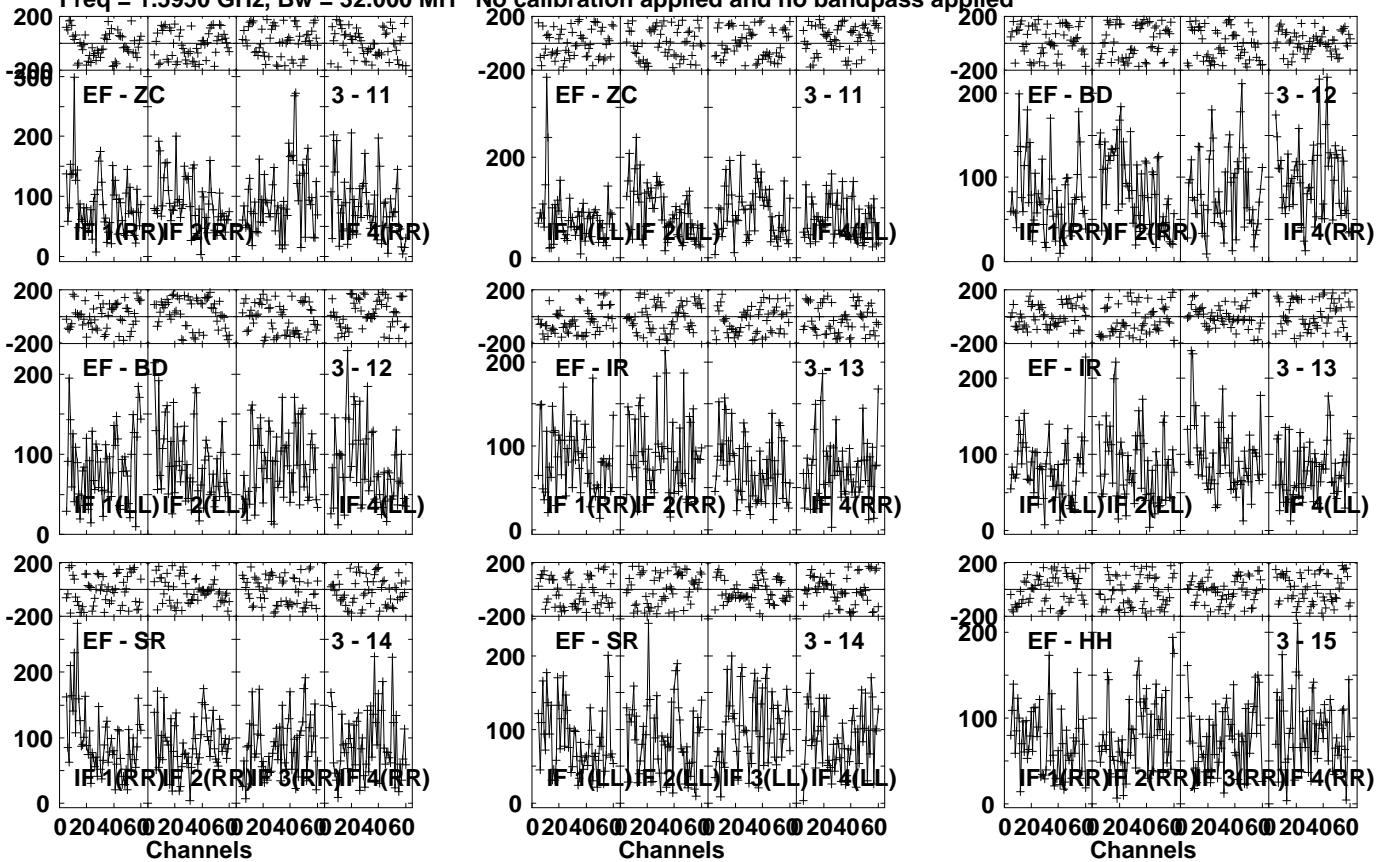 Freq = 1.5950 GHz, Bw = 32.000 MH No calibration applied and no bandpass applied
200
-200
300
200
100
0
EF - ZC 3 - 11
IF 1(RR) IF 2(RR) IF 4(RR)
200
-200
200
0
EF - ZC 3 - 11
IF 1(LL) IF 2(LL) IF 4(LL)
200
-200
200
100
0
EF - BD 3 - 12
IF 1(RR) IF 2(RR) IF 4(RR)
200
-200
200
100
0
EF - BD 3 - 12
IF 1(LL) IF 2(LL) IF 4(LL)
200
-200
200
100
0
EF - IR 3 - 13
IF 1(RR) IF 2(RR) IF 4(RR)
200
-200
200
100
0
EF - IR 3 - 13
IF 1(LL) IF 2(LL) IF 4(LL)
200
-200
200
100
0
EF - SR 3 - 14
IF 1(RR) IF 2(RR) IF 3(RR) IF 4(RR)
0 20 40 60 0 20 40 60 0 20 40 60 0 20 40 60
Channels
200
-200
200
100
0
EF - SR 3 - 14
IF 1(LL) IF 2(LL) IF 3(LL) IF 4(LL)
0 20 40 60 0 20 40 60 0 20 40 60 0 20 40 60
Channels
200
-200
200
100
0
EF - HH 3 - 15
IF 1(RR) IF 2(RR) IF 3(RR) IF 4(RR)
0 20 40 60 0 20 40 60 0 20 40 60 0 20 40 60
Channels